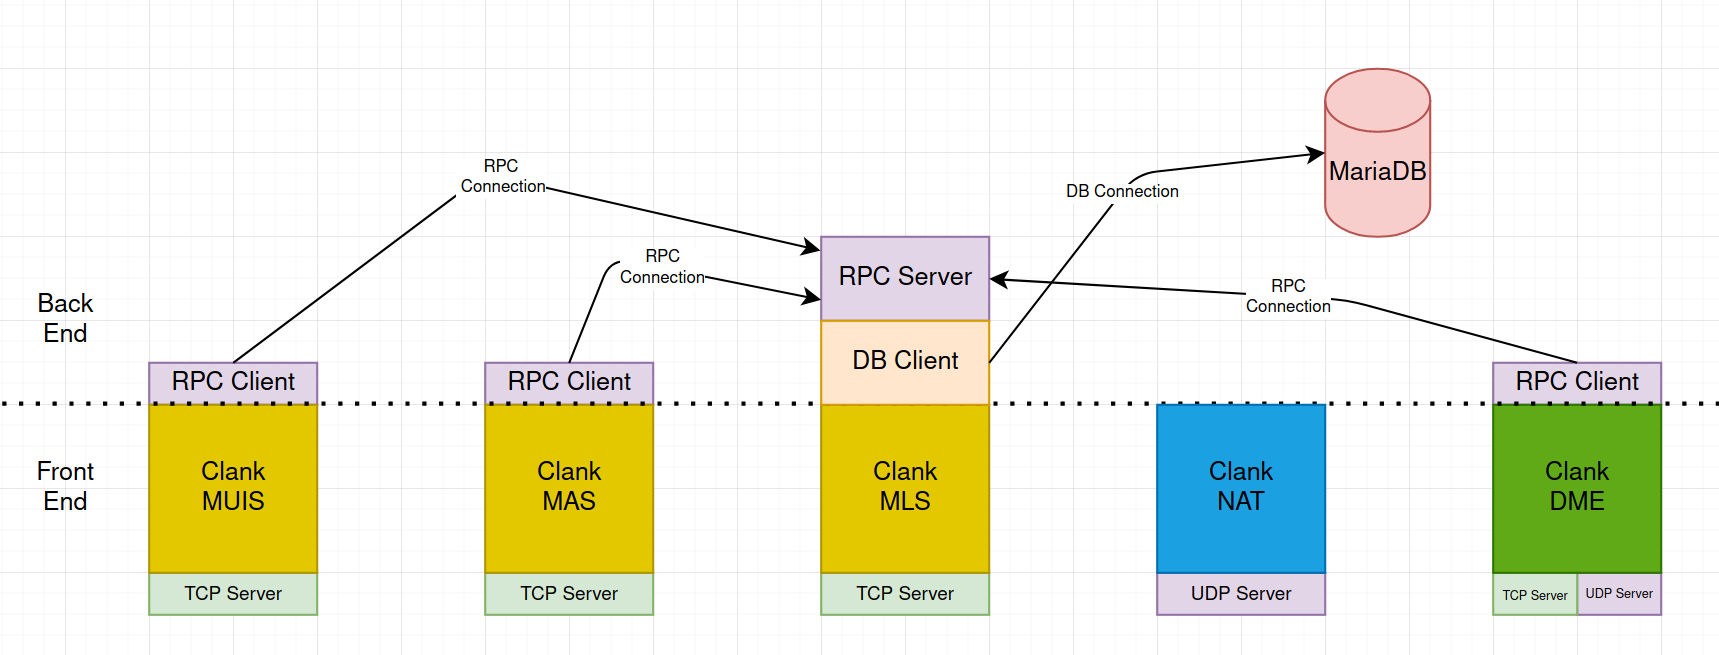 RPC
Connection
MariaDB
DB Connection
RPC
Connection
RPC Server
RPC
Connection
Back
End
DB Client
RPC Client
RPC Client
RPC Client
Front
End
Clank
MUIS
Clank
MAS
Clank
MLS
Clank
NAT
Clank
DME
TCP Server
TCP Server
TCP Server
UDP Server
TCP Server
UDP Server